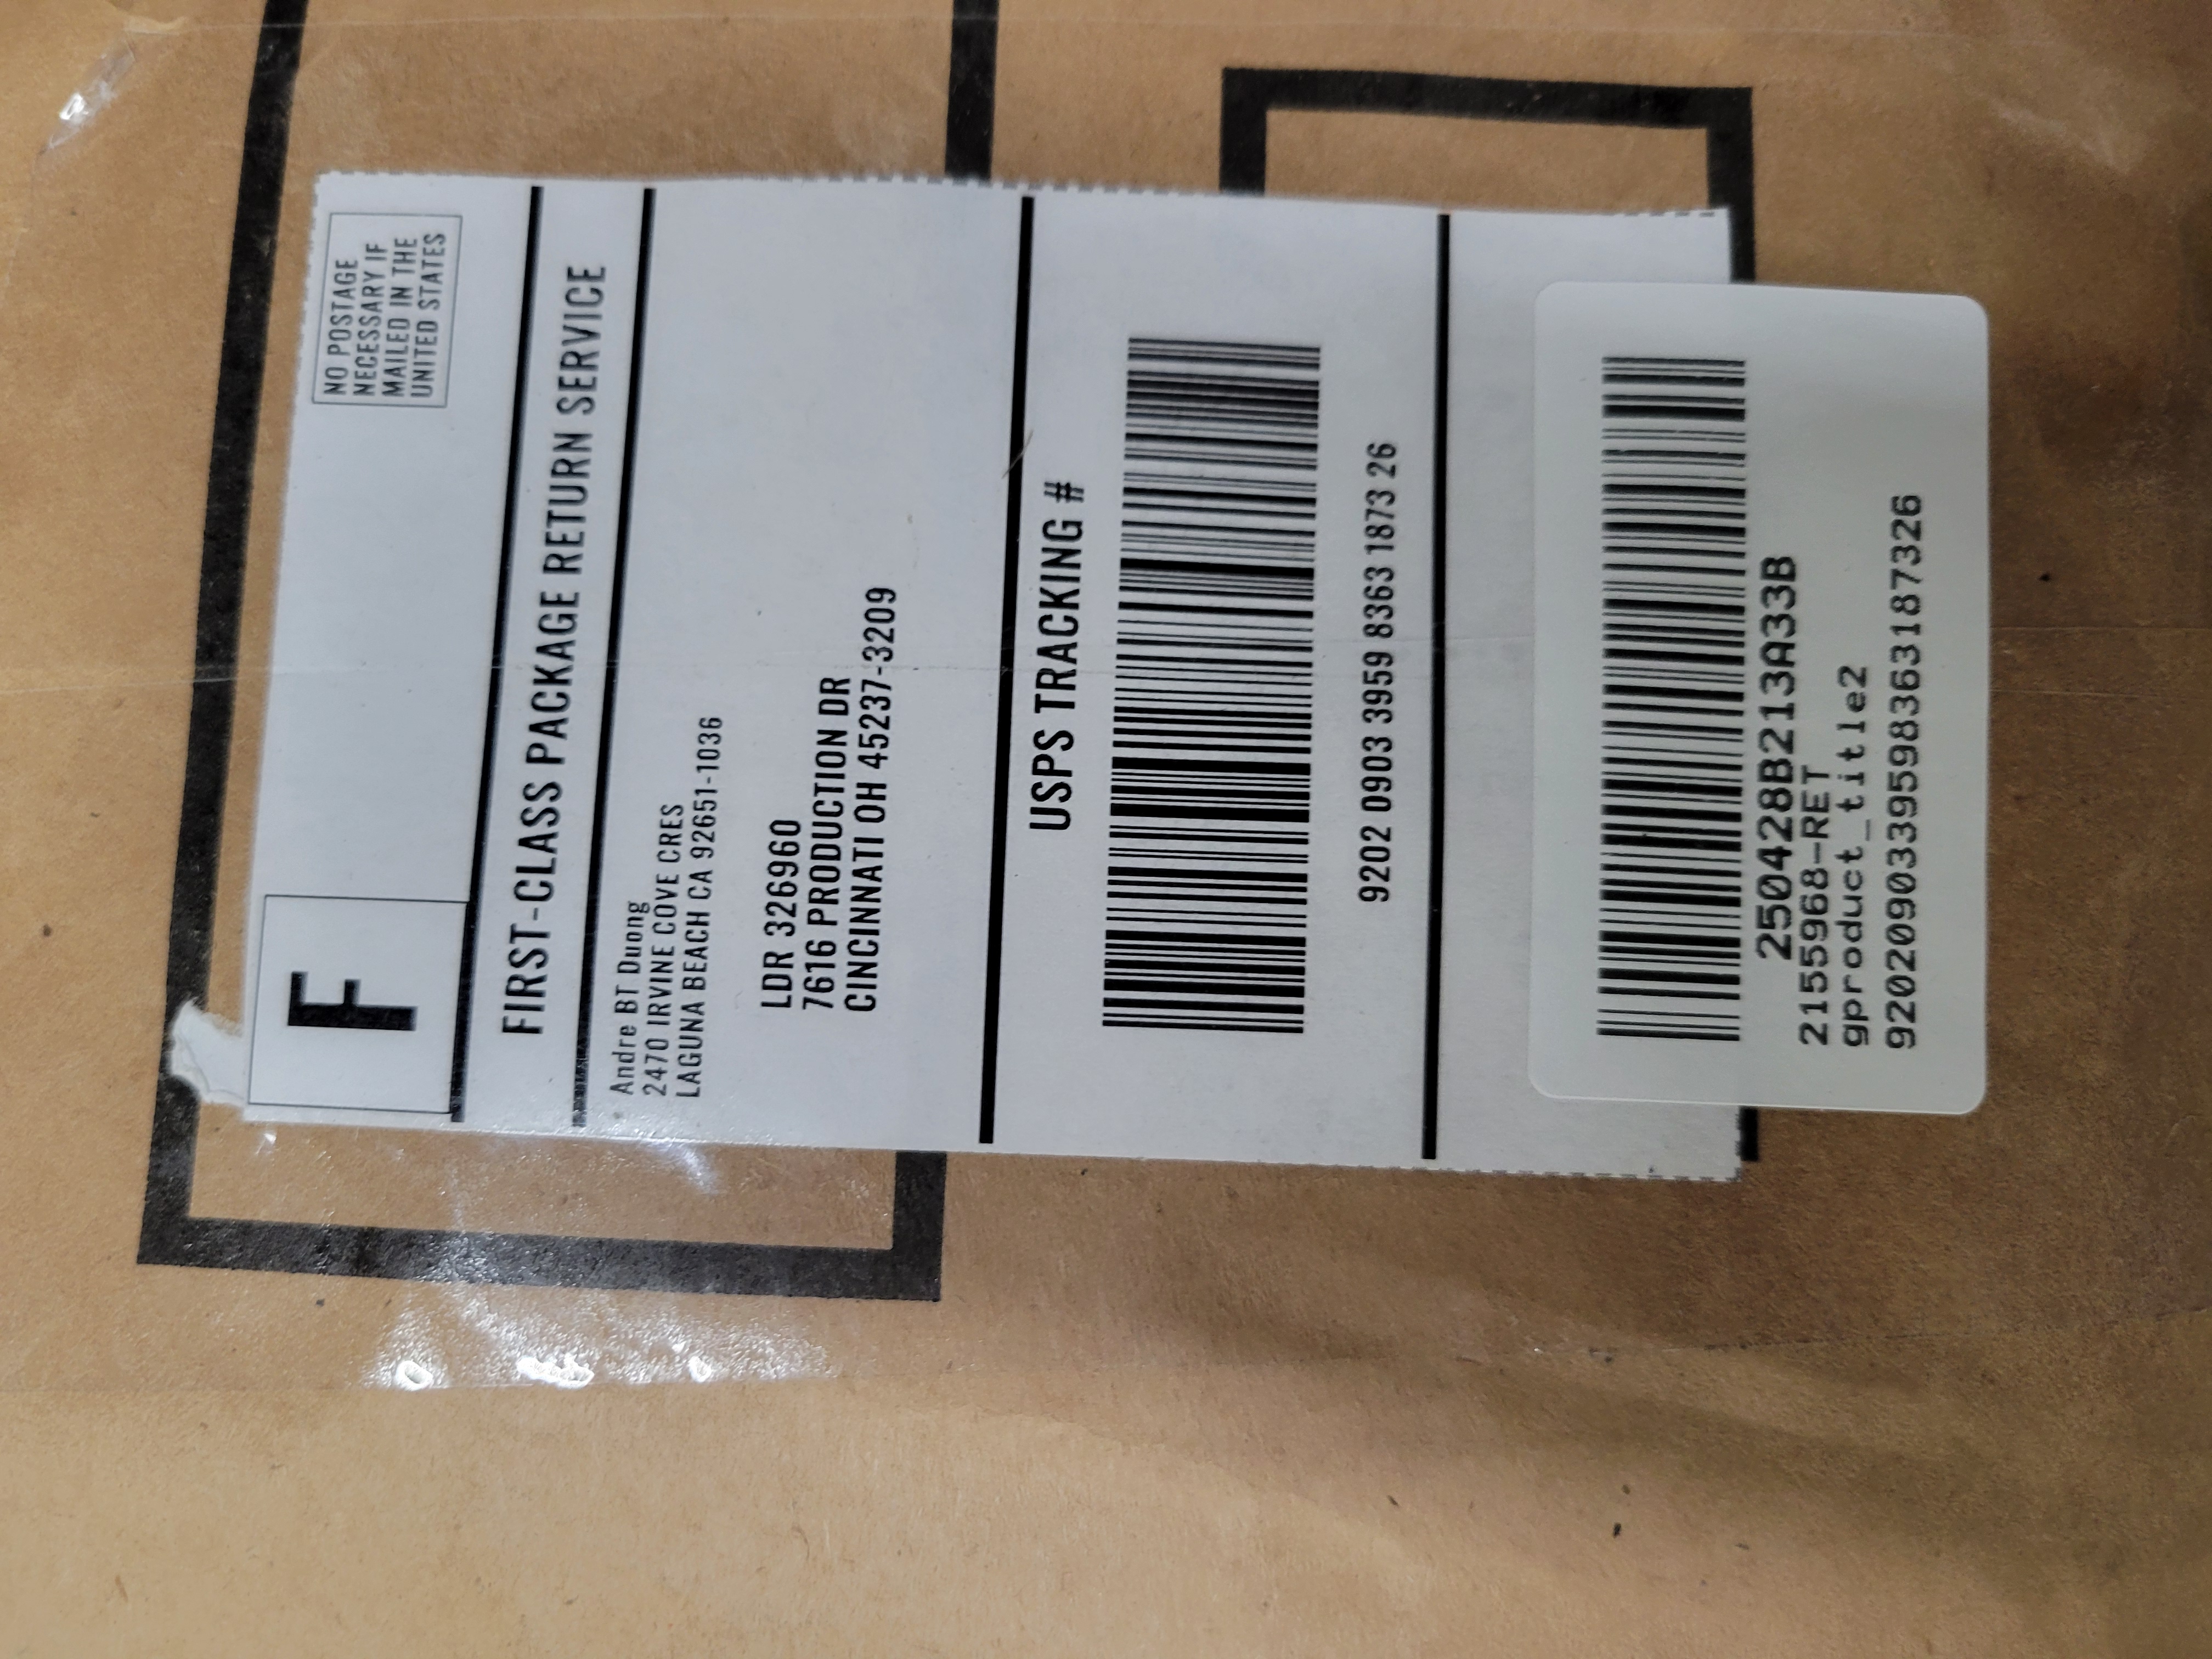 F
NO POSTAGE
NECESSARY IF
MAILED IN THE
UNITED STATES
FIRST-CLASS PACKAGE RETURN SERVICE
Andre BT Duong
2470 IRVINE COVE CRES
LAGUNA BEACH CA 92651-1036
LDR 326960
7616 PRODUCTION DR
CINCINNATI OH 45237-3209
USPS TRACKING #
9202 0903 3959 8363 1873 26
250428B213A33B
2155968-RET
gproduct_title2
9202090339598363187326